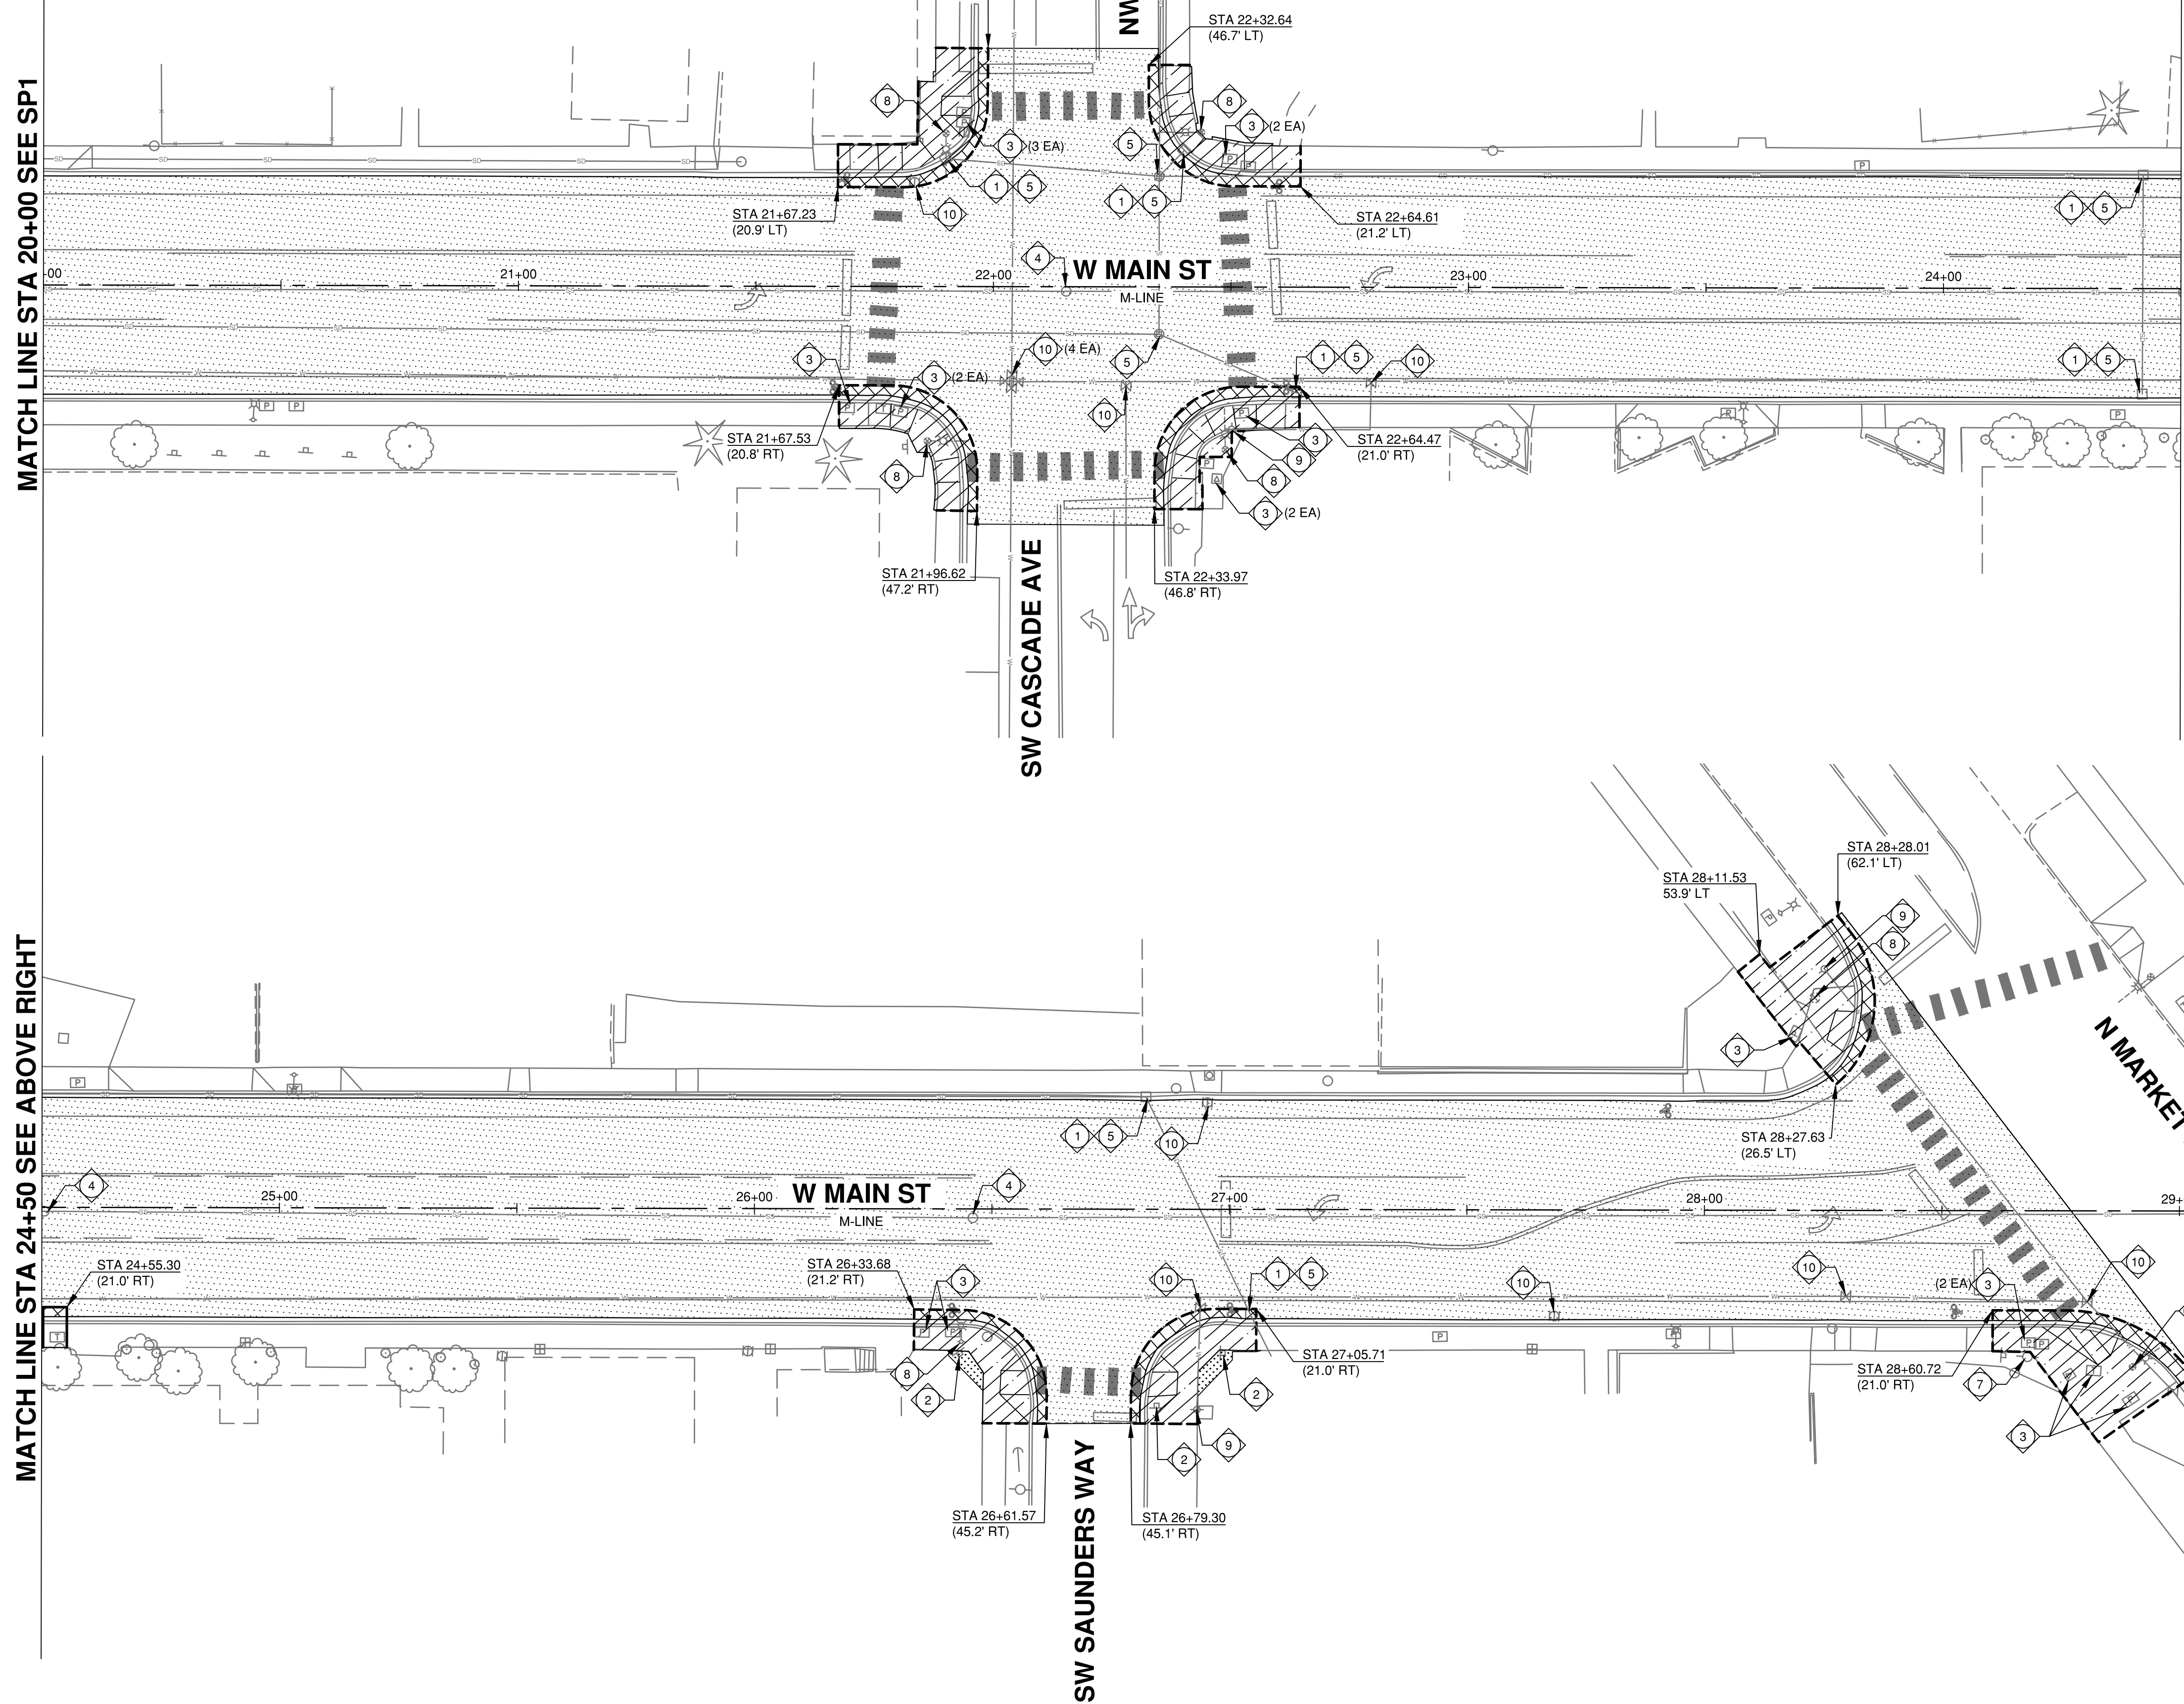 MATCH LINE STA 20+00 SEE SP1
NW
STA 22+32.64
(46.7' LT)
8
8
3 (2 EA)
3 (3 EA)
5
1 5
1 5
10
STA 21+67.23
(20.9' LT)
STA 22+64.61
(21.2' LT)
1 5
4
W MAIN ST
-00
21+00
22+00
23+00
24+00
M-LINE
3
10 (4 EA)
5
1 5
10
1 5
3 (2 EA)
10
STA 21+67.53
(20.8' RT)
3
STA 22+64.47
(21.0' RT)
9
8
8
3 (2 EA)
STA 21+96.62
(47.2' RT)
STA 22+33.97
(46.8' RT)
SW CASCADE AVE
MATCH LINE STA 24+50 SEE ABOVE RIGHT
STA 28+28.01
(62.1' LT)
STA 28+11.53
53.9' LT
9
8
3
N MARKET
1 5
10
STA 28+27.63
(26.5' LT)
4
4
W MAIN ST
25+00
26+00
27+00
28+00
29+
M-LINE
STA 24+55.30
(21.0' RT)
STA 26+33.68
(21.2' RT)
3
10
1 5
10
10
(2 EA) 3
10
STA 27+05.71
(21.0' RT)
8
2
2
STA 28+60.72
(21.0' RT)
7
3
9
2
STA 26+61.57
(45.2' RT)
STA 26+79.30
(45.1' RT)
SW SAUNDERS WAY